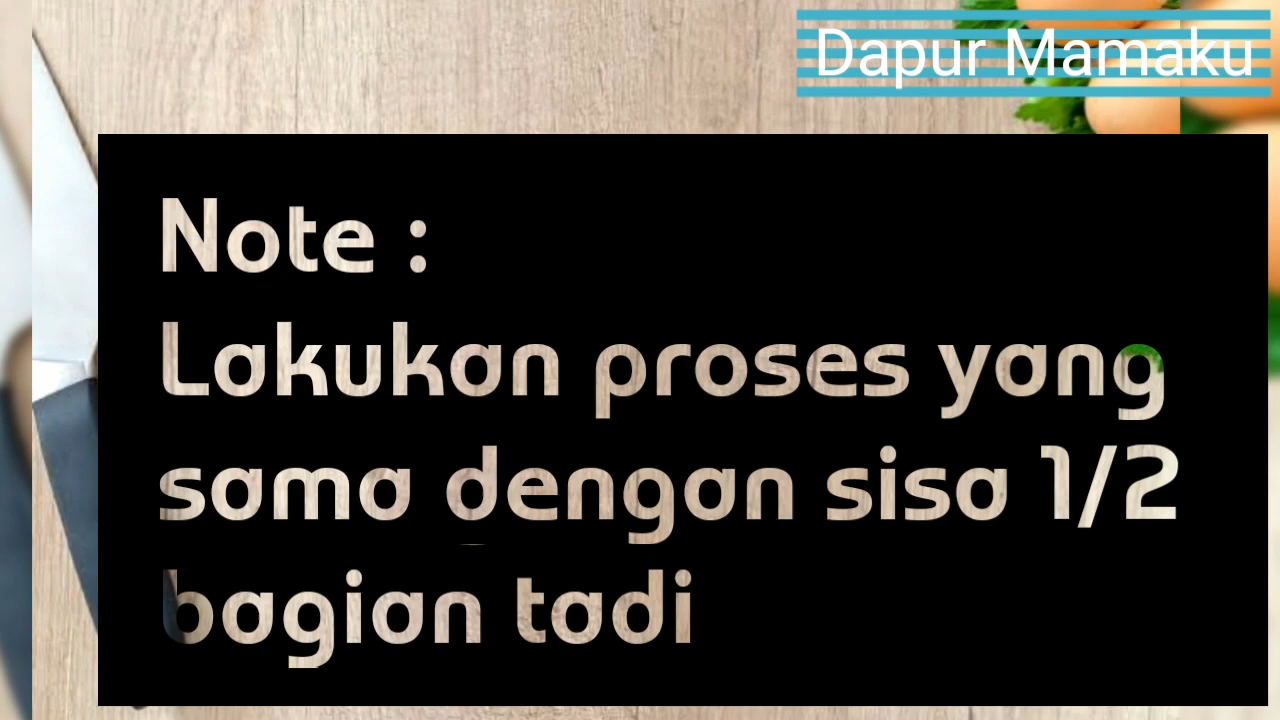 Dapur Mamaku
Note :
Lakukan proses yang
sama dengan sisa 1/2
bagian tadi